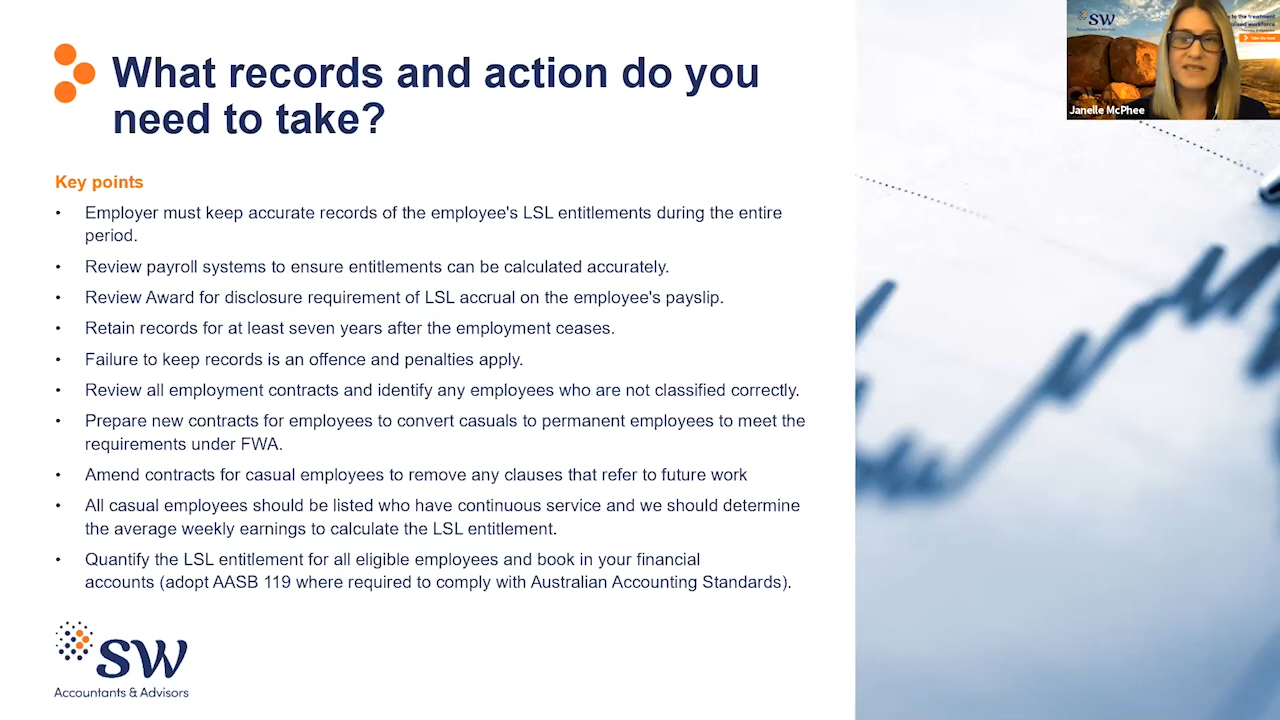 What records and action do you
need to take?
Key points
• Employer must keep accurate records of the employee's LSL entitlements during the entire
period.
• Review payroll systems to ensure entitlements can be calculated accurately.
• Review Award for disclosure requirement of LSL accrual on the employee's payslip.
• Retain records for at least seven years after the employment ceases.
• Failure to keep records is an offence and penalties apply.
• Review all employment contracts and identify any employees who are not classified correctly.
• Prepare new contracts for employees to convert casuals to permanent employees to meet the
requirements under FWA.
• Amend contracts for casual employees to remove any clauses that refer to future work
• All casual employees should be listed who have continuous service and we should determine
the average weekly earnings to calculate the LSL entitlement.
• Quantify the LSL entitlement for all eligible employees and book in your financial
accounts (adopt AASB 119 where required to comply with Australian Accounting Standards).
SW
Accountants & Advisors
SW
Accountants & Advisors
to the treatment
workforce
Janelle McPhee